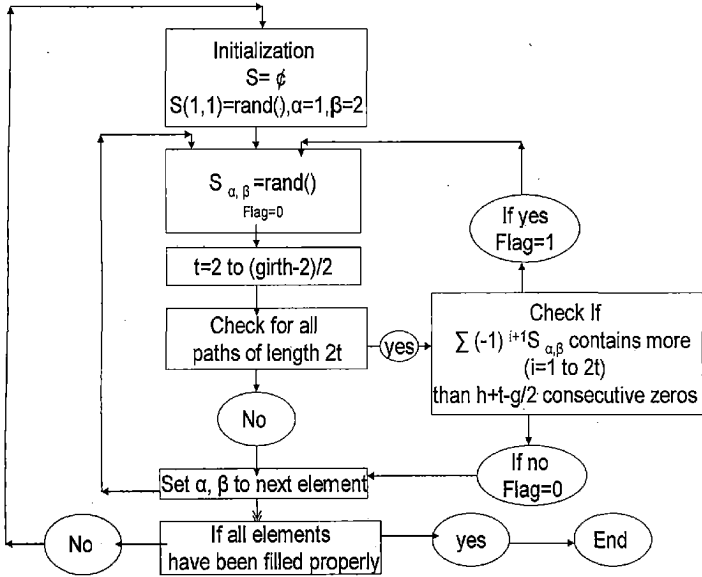 Initialization
S= ¢
S(1,1)=rand(),α=1,β=2
S α, β =rand()
Flag=0
t=2 to (girth-2)/2
Check for all
paths of length 2t
yes
If yes
Flag=1
Check If
∑ (-1) i+1S α,β contains more
(i=1 to 2t)
than h+t-g/2 consecutive zeros
No
If no
Flag=0
Set α, β to next element
If all elements
have been filled properly
No
yes
End